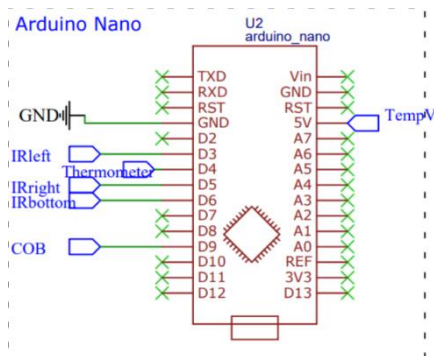 Arduino Nano
U2
arduino_nano
TXD Vin
RXD GND
RST RST
GND GND 5V TempV
D2 A7
IRleft D3 A6
Thermometer D4 A5
IRright D5 A4
IRbottom D6 A3
D7 A2
D8 A1
COB D9 A0
D10 REF
D11 3V3
D12 D13